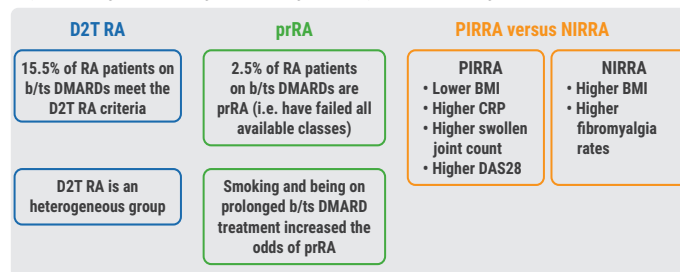 D2T RA
15.5% of RA patients on
b/ts DMARDs meet the
D2T RA criteria
D2T RA is an
heterogeneous group
prRA
2.5% of RA patients
on b/ts DMARDs are
prRA (i.e. have failed all
available classes)
Smoking and being on
prolonged b/ts DMARD
treatment increased the
odds of prRA
PIRRA versus NIRRA
PIRRA
• Lower BMI
• Higher CRP
• Higher swollen
joint count
• Higher DAS28
NIRRA
• Higher BMI
• Higher
fibromyalgia
rates